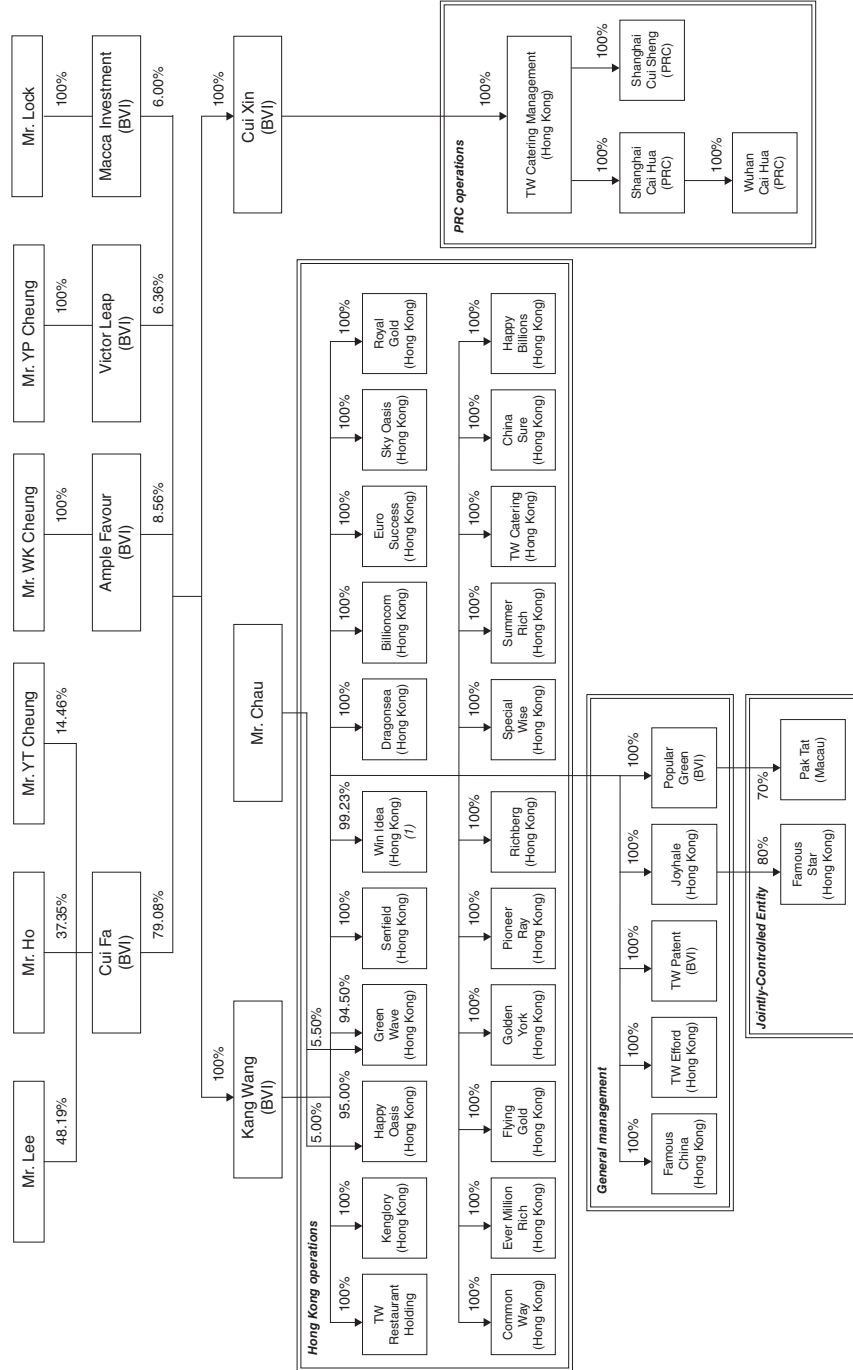 Mr. Lee
Mr. Ho
Mr. YT Cheung
Mr. WK Cheung
Mr. YP Cheung
Mr. Lock
48.19%
37.35%
14.46%
100%
100%
100%
Cui Fa
(BVI)
Ample Favour
(BVI)
Victor Leap
(BVI)
Macca Investment
(BVI)
79.08%
8.56%
6.36%
6.00%
100%
100%
Kang Wang
(BVI)
Mr. Chau
Cui Xin
(BVI)
Hong Kong operations
5.00%
5.50%
100%
100%
95.00%
94.50%
100%
99.23%
100%
100%
100%
100%
100%
TW
Restaurant
Holding
Kenglory
(Hong Kong)
Happy
Oasis
(Hong Kong)
Green
Wave
(Hong Kong)
Senfield
(Hong Kong)
Win Idea
(Hong Kong)
(1)
Dragonsea
(Hong Kong)
Billioncom
(Hong Kong)
Euro
Success
(Hong Kong)
Sky Oasis
(Hong Kong)
Royal
Gold
(Hong Kong)
100%
100%
100%
100%
100%
100%
100%
100%
100%
100%
100%
Common
Way
(Hong Kong)
Ever Million
Rich
(Hong Kong)
Flying
Gold
(Hong Kong)
Golden
York
(Hong Kong)
Pioneer
Ray
(Hong Kong)
Richberg
(Hong Kong)
Special
Wise
(Hong Kong)
Summer
Rich
(Hong Kong)
TW Catering
(Hong Kong)
China
Sure
(Hong Kong)
Happy
Billions
(Hong Kong)
PRC operations
100%
TW Catering Management
(Hong Kong)
100%
100%
Shanghai
Cai Hua
(PRC)
Shanghai
Cui Sheng
(PRC)
100%
Wuhan
Cai Hua
(PRC)
General management
100%
100%
100%
100%
100%
Famous
China
(Hong Kong)
TW Efford
(Hong Kong)
TW Patent
(BVI)
Joyhale
(Hong Kong)
Popular
Green
(BVI)
Jointly-Controlled Entity
80%
70%
Famous
Star
(Hong Kong)
Pak Tat
(Macau)